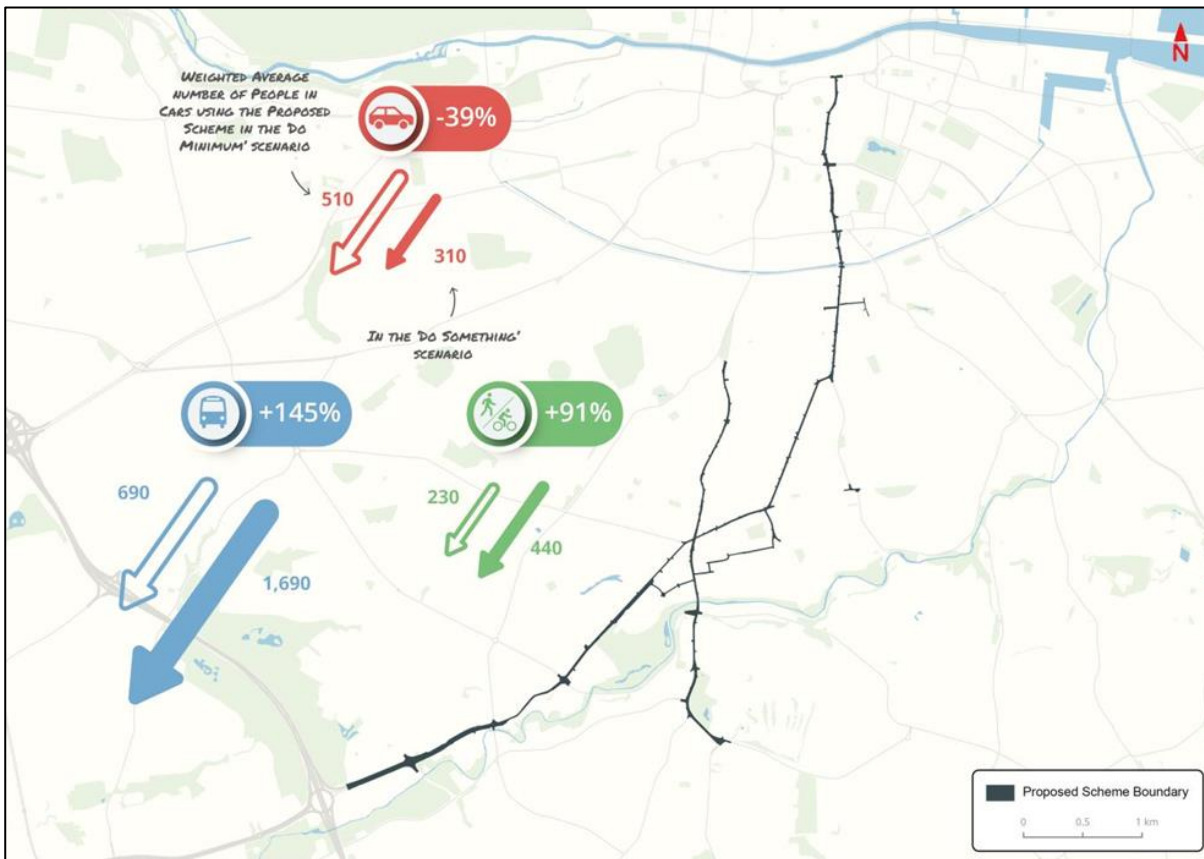 N
WEIGHTED AVERAGE
NUMBER OF PEOPLE IN
CARS USING THE PROPOSED
SCHEME IN THE 'DO
MINIMUM' SCENARIO
-39%
510
310
IN THE 'DO SOMETHING'
SCENARIO
+145%
690
1,690
+91%
230
440
Proposed Scheme Boundary
0 0.5 1 km